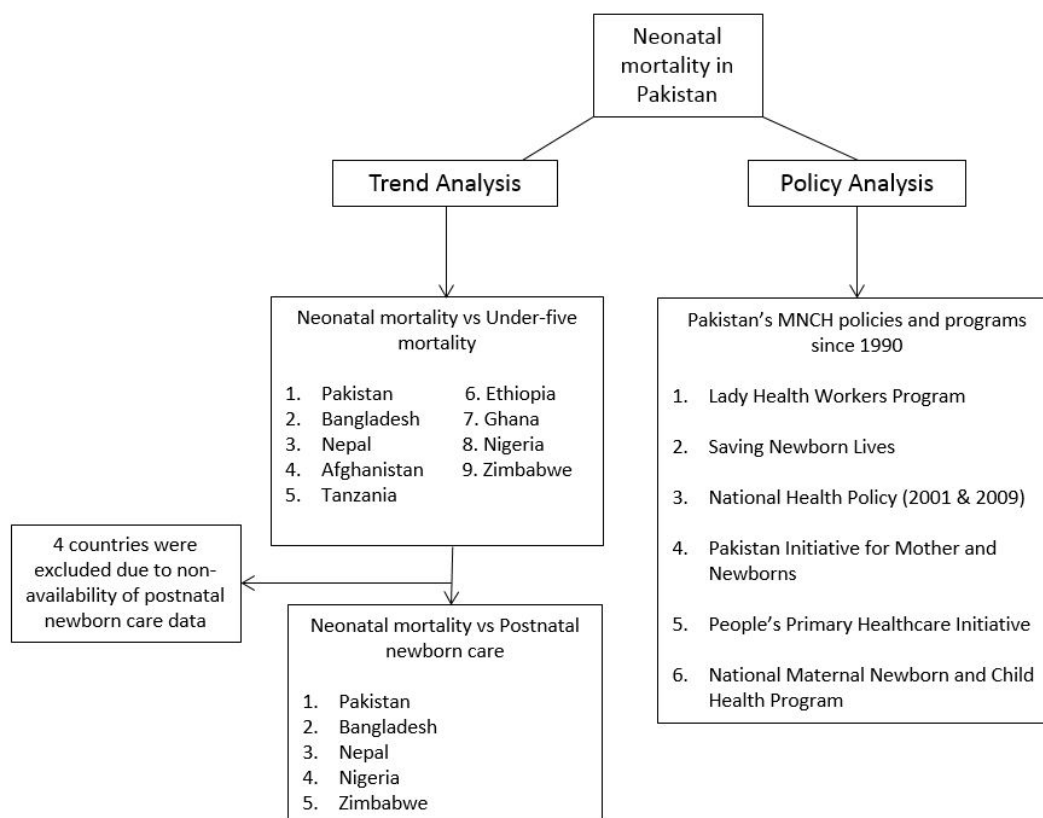 Neonatal
mortality in
Pakistan
Trend Analysis
Policy Analysis
Neonatal mortality vs Under-five
mortality
1. Pakistan
2. Bangladesh
3. Nepal
4. Afghanistan
5. Tanzania
6. Ethiopia
7. Ghana
8. Nigeria
9. Zimbabwe
4 countries were
excluded due to non-
availability of postnatal
newborn care data
Neonatal mortality vs Postnatal
newborn care
1. Pakistan
2. Bangladesh
3. Nepal
4. Nigeria
5. Zimbabwe
Pakistan’s MNCH policies and programs
since 1990
1. Lady Health Workers Program
2. Saving Newborn Lives
3. National Health Policy (2001 & 2009)
4. Pakistan Initiative for Mother and
Newborns
5. People’s Primary Healthcare Initiative
6. National Maternal Newborn and Child
Health Program